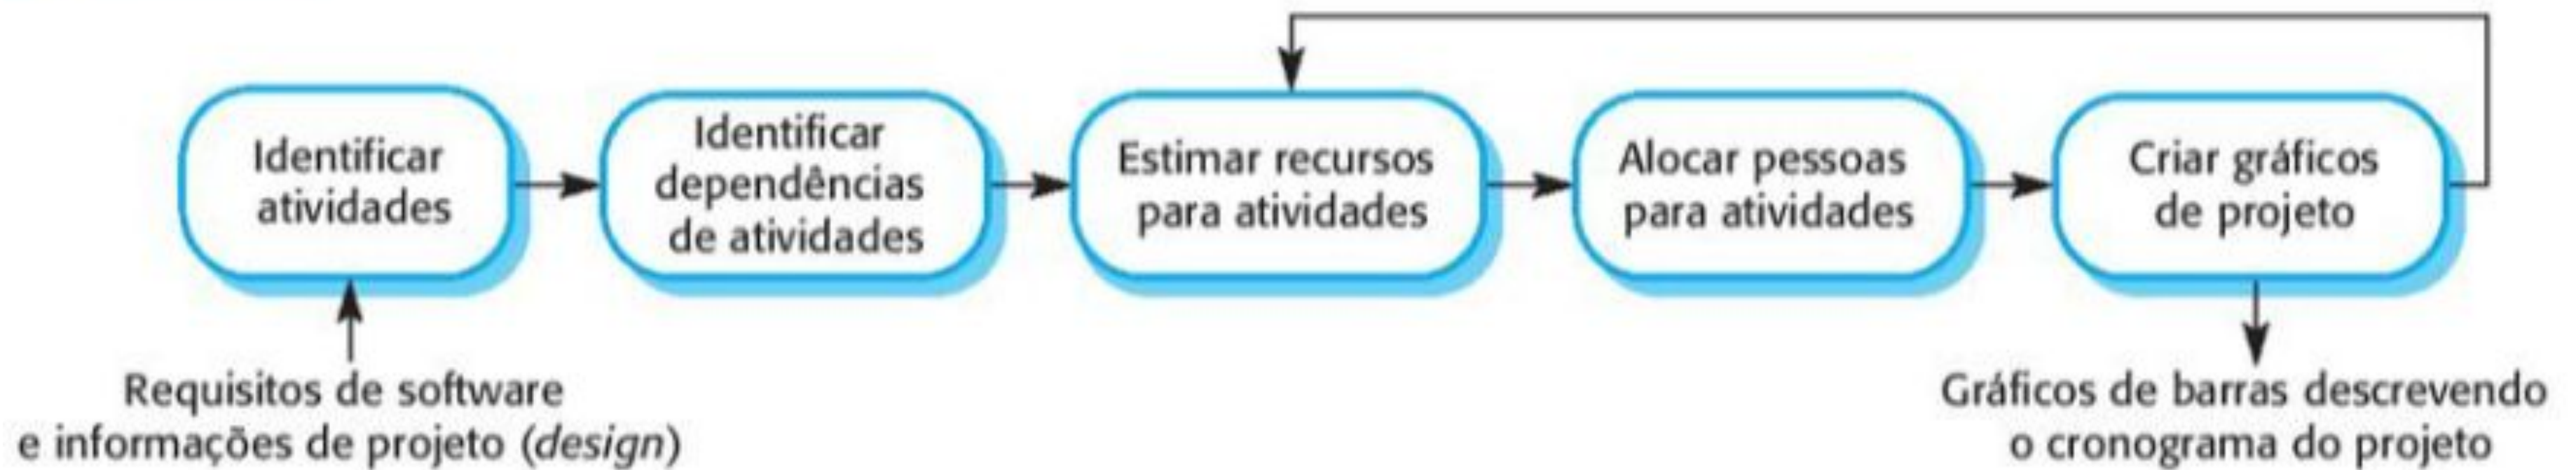 Identificar
atividades
Identificar
dependências
de atividades
Estimar recursos
para atividades
Alocar pessoas
para atividades
Criar gráficos
de projeto
Requisitos de software
e informações de projeto (design)
Gráficos de barras descrevendo
o cronograma do projeto